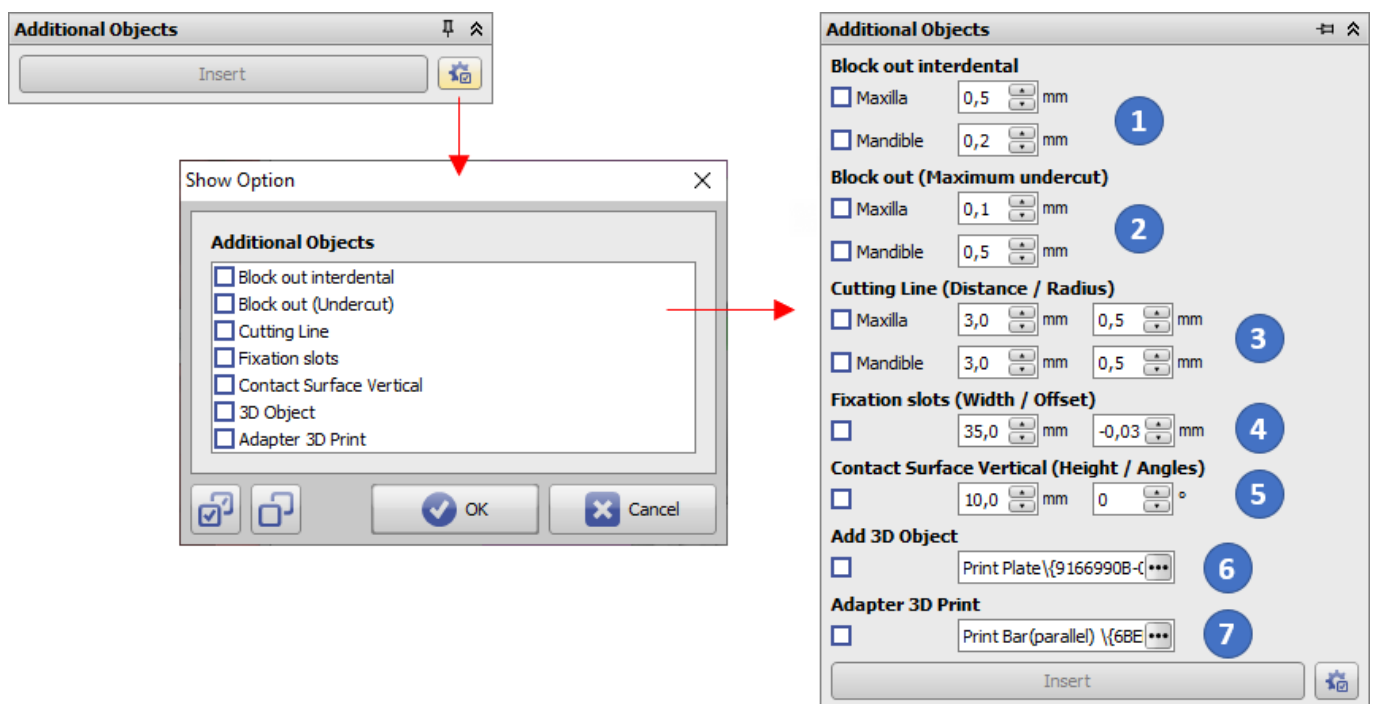 Additional Objects
Insert
Show Option
Additional Objects
Block out interdental
Block out (Undercut)
Cutting Line
Fixation slots
Contact Surface Vertical
3D Object
Adapter 3D Print
OK
Cancel
Additional Objects
Block out interdental
Maxilla 0,5 mm
1
Mandible 0,2 mm
Block out (Maximum undercut)
Maxilla 0,1 mm
2
Mandible 0,5 mm
Cutting Line (Distance / Radius)
Maxilla 3,0 mm 0,5 mm
3
Mandible 3,0 mm 0,5 mm
Fixation slots (Width / Offset)
35,0 mm -0,03 mm 4
Contact Surface Vertical (Height / Angles)
10,0 mm 0 ° 5
Add 3D Object
Print Plate\{9166990B-( ••• 6
Adapter 3D Print
Print Bar(parallel) \{6BE ••• 7
Insert